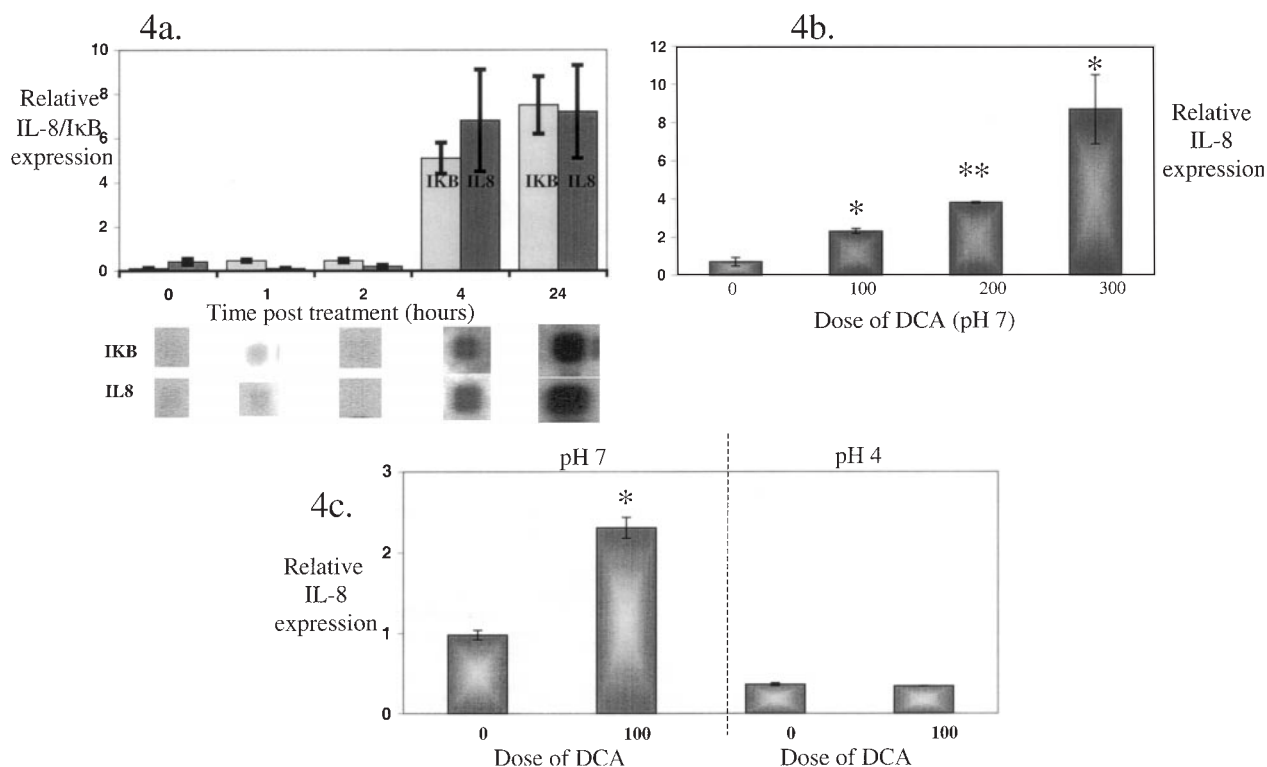 4a.
10
8
6
4
2
0
Relative
IL-8/IκB
expression
IKB IL8 IKB IL8
0 1 2 4 24
Time post treatment (hours)
IKB
IL8
4b.
12
10
8
6
4
2
0
* ** *
Relative
IL-8
expression
0 100 200 300
Dose of DCA (pH 7)
4c.
pH 7 pH 4
3
2
1
0
*
Relative
IL-8
expression
0 100 0 100
Dose of DCA Dose of DCA